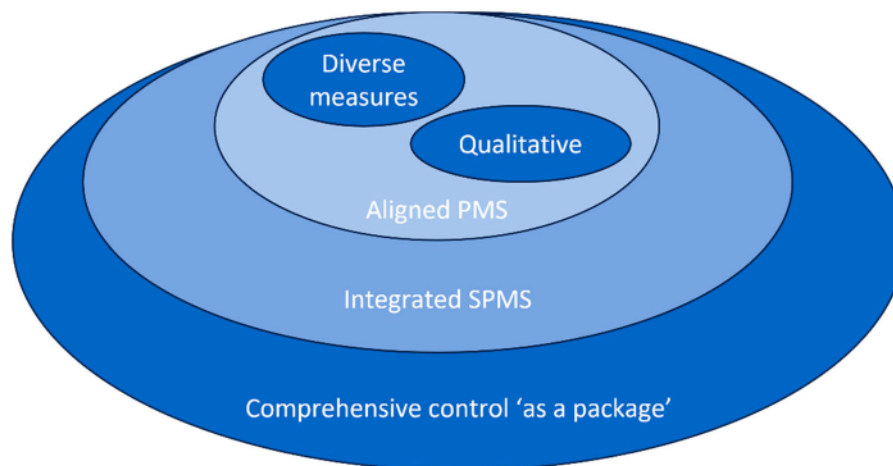 Diverse
measures
Qualitative
Aligned PMS
Integrated SPMS
Comprehensive control ‘as a package’